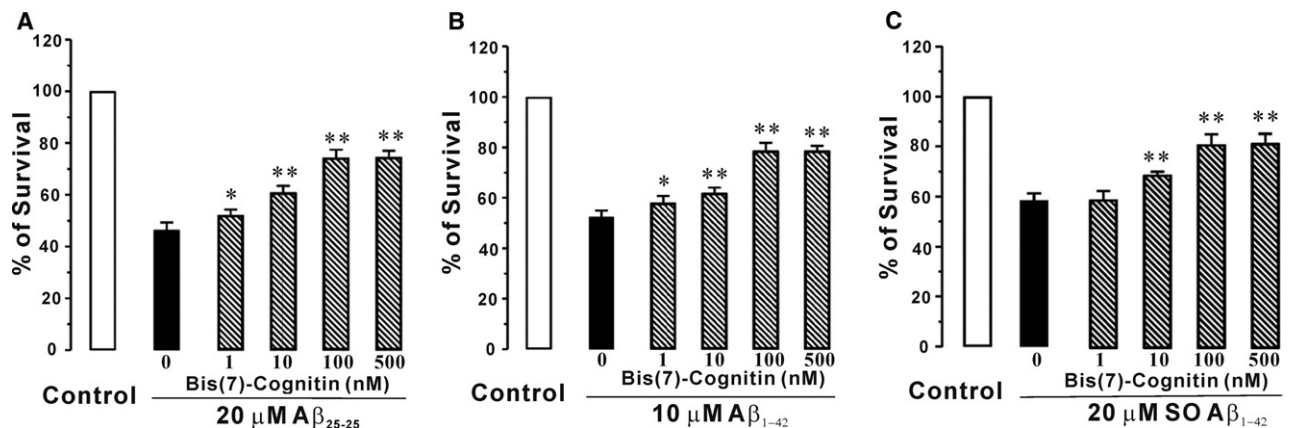 A
% of Survival
120
100
80
60
40
20
0
* ** ** **
0 1 10 100 500
Control
Bis(7)-Cognitin (nM)
20 μM Aβ25-25
B
% of Survival
120
100
80
60
40
20
0
* ** ** **
0 1 10 100 500
Control
Bis(7)-Cognitin (nM)
10 μM Aβ1–42
C
% of Survival
120
100
80
60
40
20
0
** ** **
0 1 10 100 500
Control
Bis(7)-Cognitin (nM)
20 μM SO Aβ1–42